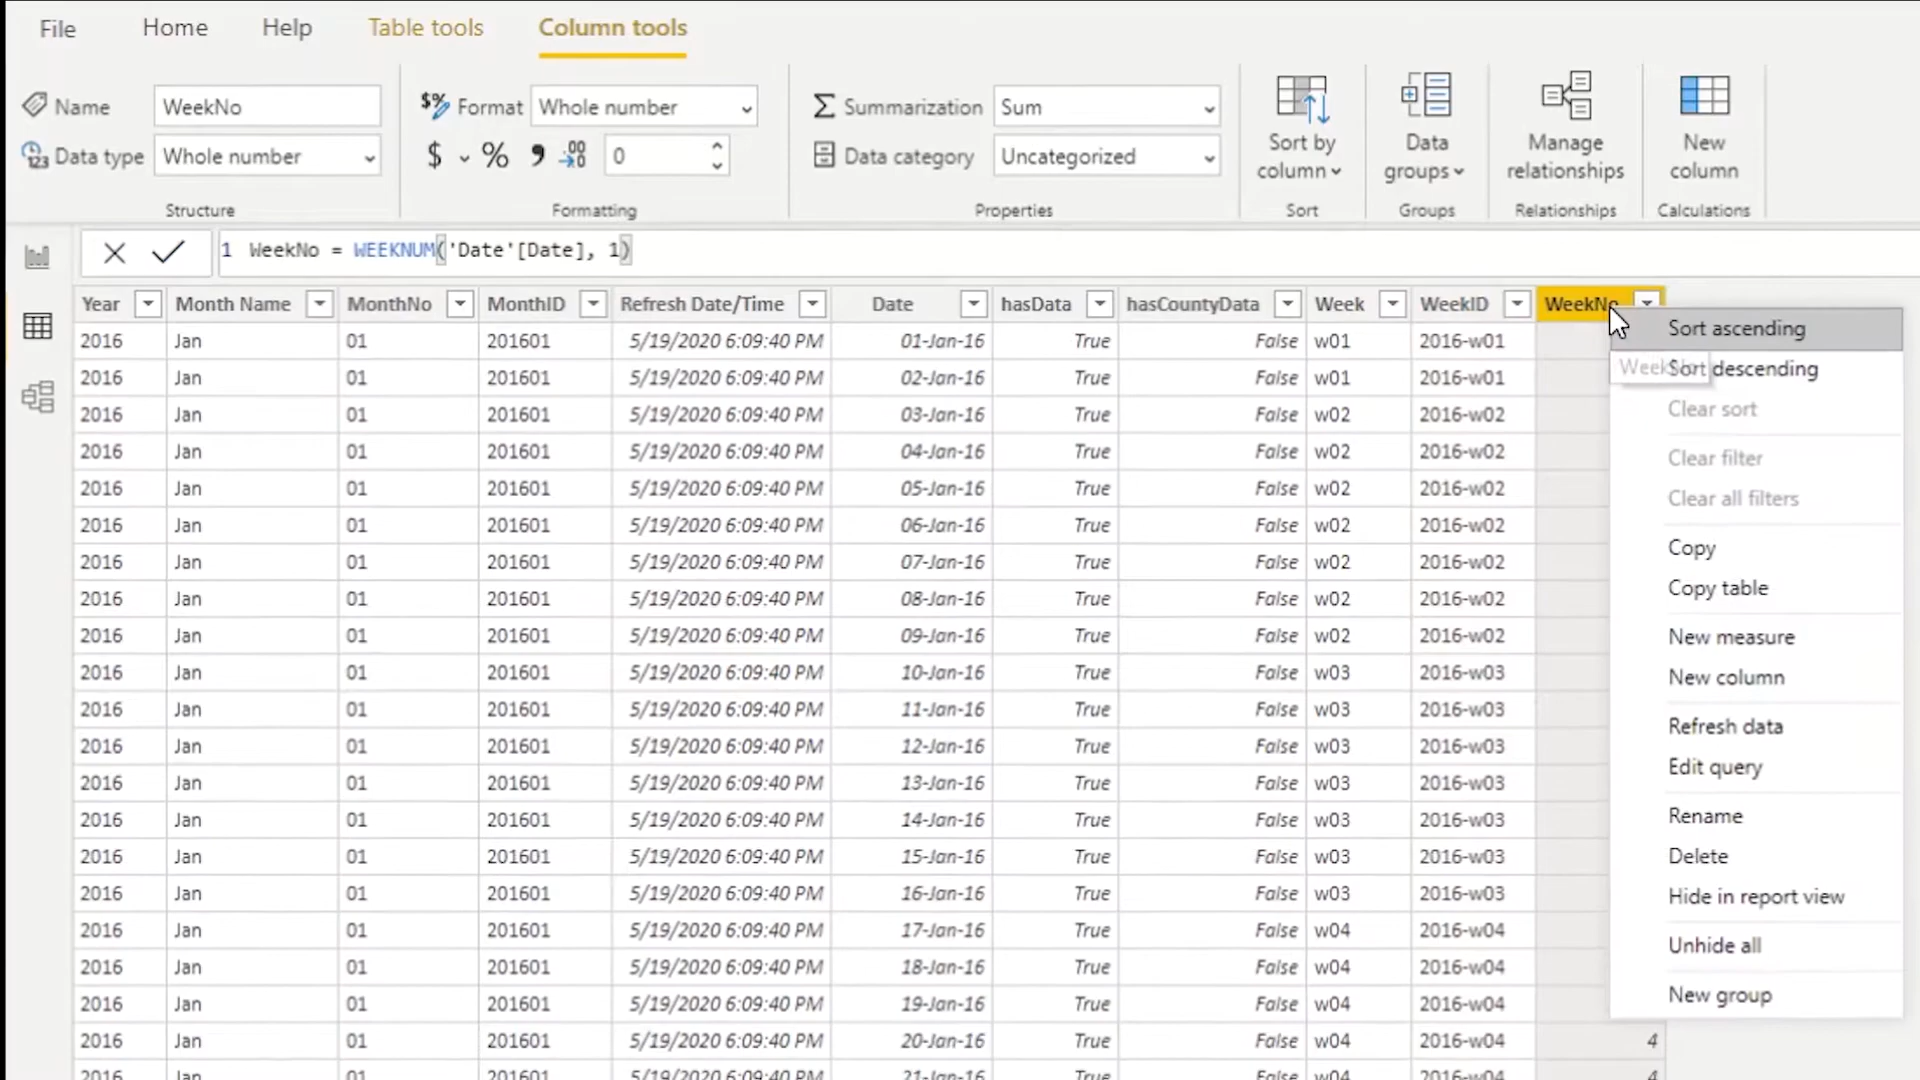 File Home Help Table tools Column tools
Name WeekNo Format Whole number Summarization Sum Sort by column Data groups Manage relationships New column
Data type Whole number $ % 0 Data category Uncategorized
Structure Formatting Properties Sort Groups Relationships Calculations
1 WeekNo = WEEKNUM('Date'[Date], 1)
Year Month Name MonthNo MonthID Refresh Date/Time Date hasData hasCountyData Week WeekID WeekNo
2016 Jan 01 201601 5/19/2020 6:09:40 PM 01-Jan-16 True False w01 2016-w01
2016 Jan 01 201601 5/19/2020 6:09:40 PM 02-Jan-16 True False w01 2016-w01
2016 Jan 01 201601 5/19/2020 6:09:40 PM 03-Jan-16 True False w02 2016-w02
2016 Jan 01 201601 5/19/2020 6:09:40 PM 04-Jan-16 True False w02 2016-w02
2016 Jan 01 201601 5/19/2020 6:09:40 PM 05-Jan-16 True False w02 2016-w02
2016 Jan 01 201601 5/19/2020 6:09:40 PM 06-Jan-16 True False w02 2016-w02
2016 Jan 01 201601 5/19/2020 6:09:40 PM 07-Jan-16 True False w02 2016-w02
2016 Jan 01 201601 5/19/2020 6:09:40 PM 08-Jan-16 True False w02 2016-w02
2016 Jan 01 201601 5/19/2020 6:09:40 PM 09-Jan-16 True False w02 2016-w02
2016 Jan 01 201601 5/19/2020 6:09:40 PM 10-Jan-16 True False w03 2016-w03
2016 Jan 01 201601 5/19/2020 6:09:40 PM 11-Jan-16 True False w03 2016-w03
2016 Jan 01 201601 5/19/2020 6:09:40 PM 12-Jan-16 True False w03 2016-w03
2016 Jan 01 201601 5/19/2020 6:09:40 PM 13-Jan-16 True False w03 2016-w03
2016 Jan 01 201601 5/19/2020 6:09:40 PM 14-Jan-16 True False w03 2016-w03
2016 Jan 01 201601 5/19/2020 6:09:40 PM 15-Jan-16 True False w03 2016-w03
2016 Jan 01 201601 5/19/2020 6:09:40 PM 16-Jan-16 True False w03 2016-w03
2016 Jan 01 201601 5/19/2020 6:09:40 PM 17-Jan-16 True False w04 2016-w04
2016 Jan 01 201601 5/19/2020 6:09:40 PM 18-Jan-16 True False w04 2016-w04
2016 Jan 01 201601 5/19/2020 6:09:40 PM 19-Jan-16 True False w04 2016-w04
2016 Jan 01 201601 5/19/2020 6:09:40 PM 20-Jan-16 True False w04 2016-w04 4
2016 Jan 01 201601 5/19/2020 6:09:40 PM 21-Jan-16 True False w04 2016-w04 4
Sort ascending
Sort descending
Clear sort
Clear filter
Clear all filters
Copy
Copy table
New measure
New column
Refresh data
Edit query
Rename
Delete
Hide in report view
Unhide all
New group